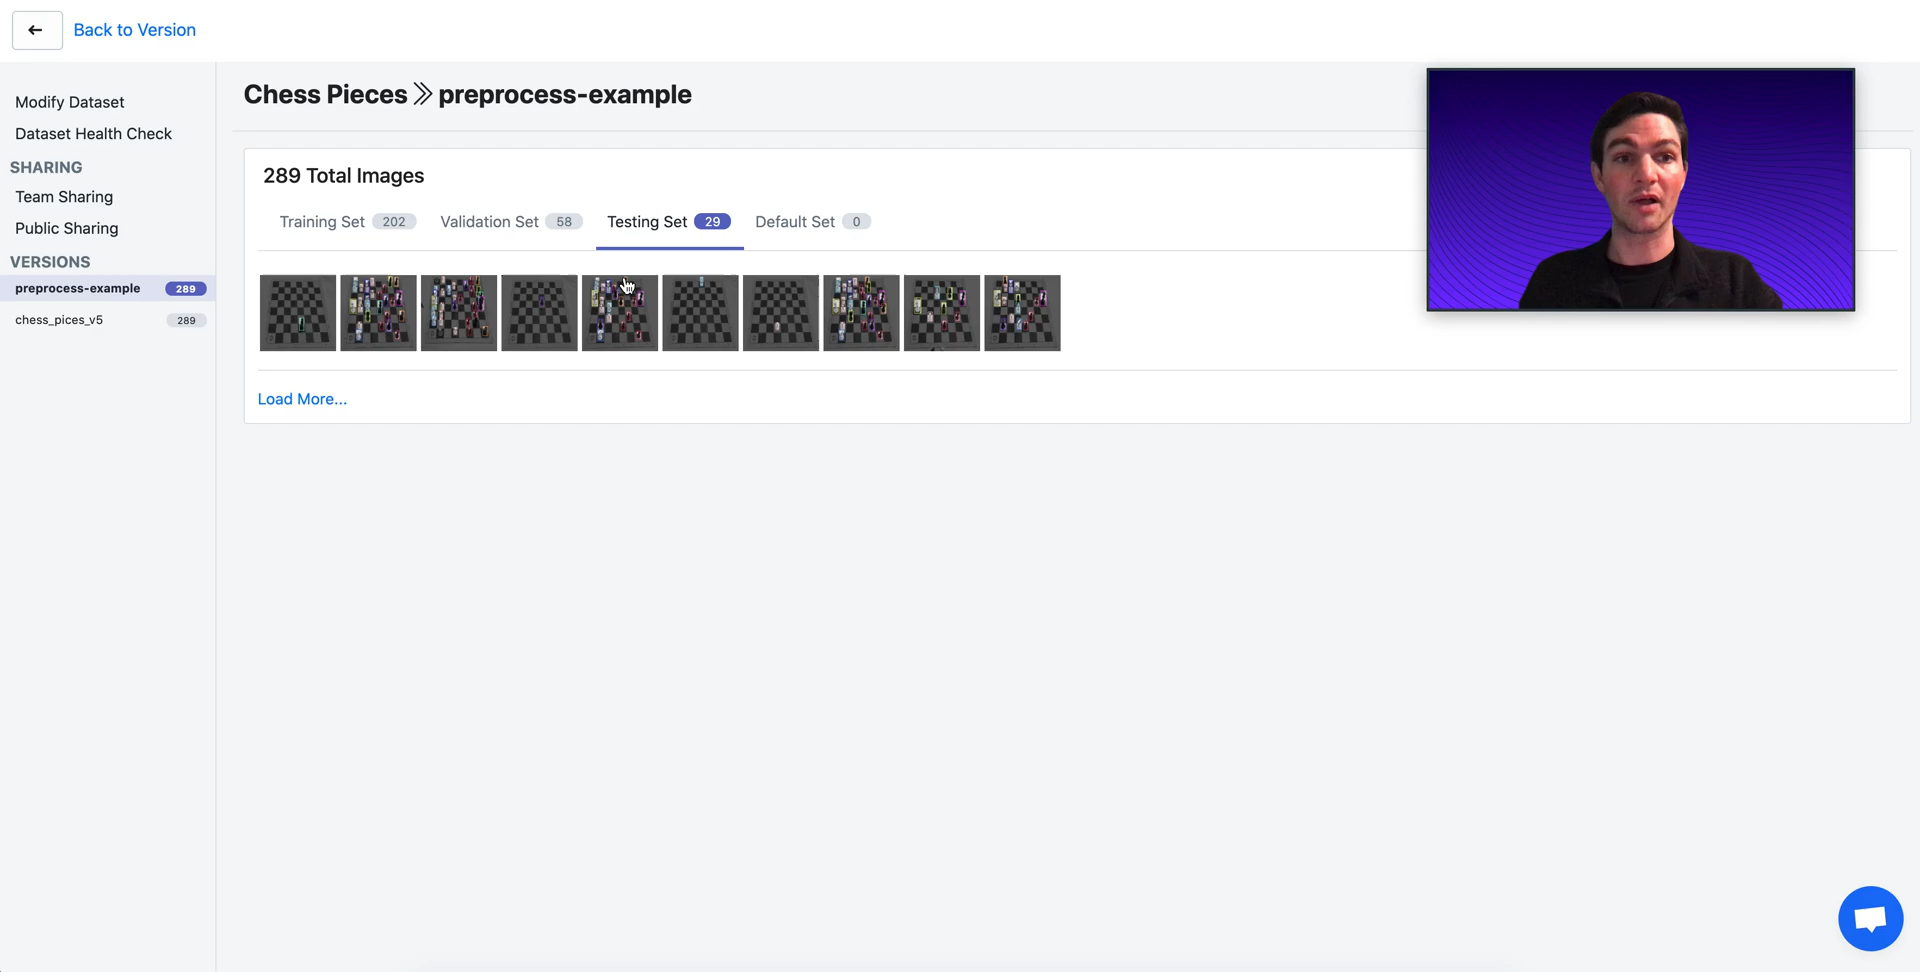 Back to Version
Modify Dataset
Dataset Health Check
SHARING
Team Sharing
Public Sharing
VERSIONS
preprocess-example 289
chess_pices_v5 289
Chess Pieces >> preprocess-example
289 Total Images
Training Set 202 Validation Set 58 Testing Set 29 Default Set 0
Load More...